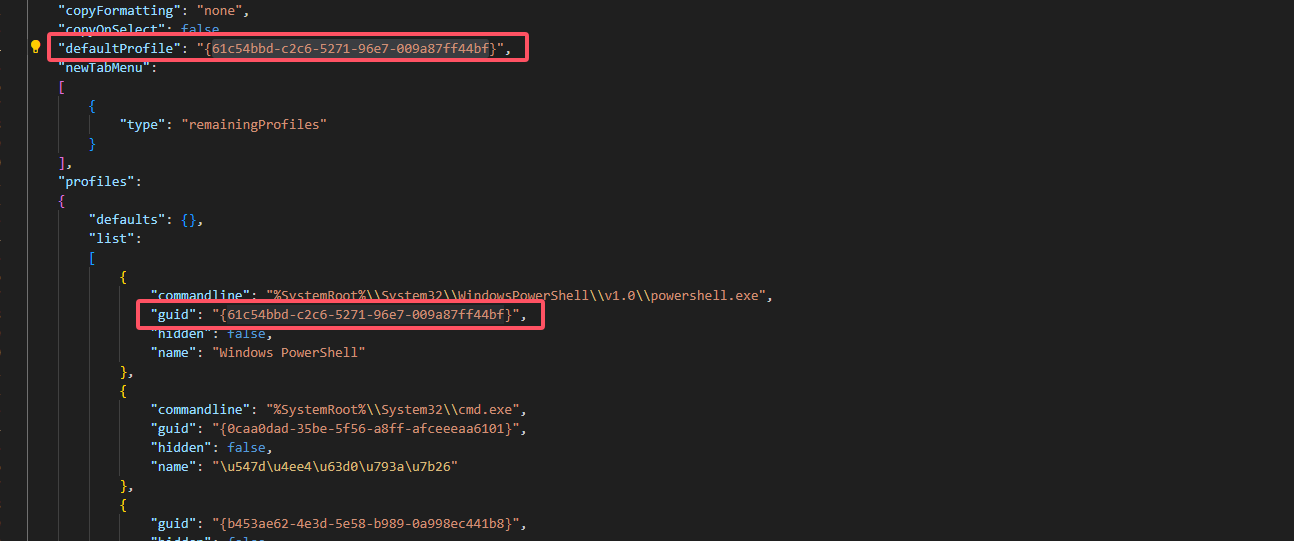 "copyFormatting": "none",
"copyOnSelect": false,
"defaultProfile": "{61c54bbd-c2c6-5271-96e7-009a87ff44bf}",
"newTabMenu":
[
{
"type": "remainingProfiles"
}
],
"profiles":
{
"defaults": {},
"list":
[
{
"commandline": "%SystemRoot%\\System32\\WindowsPowerShell\\v1.0\\powershell.exe",
"guid": "{61c54bbd-c2c6-5271-96e7-009a87ff44bf}",
"hidden": false,
"name": "Windows PowerShell"
},
{
"commandline": "%SystemRoot%\\System32\\cmd.exe",
"guid": "{0caa0dad-35be-5f56-a8ff-afceeeaa6101}",
"hidden": false,
"name": "\u547d\u4ee4\u63d0\u793a\u7b26"
},
{
"guid": "{b453ae62-4e3d-5e58-b989-0a998ec441b8}",
"hidden": false